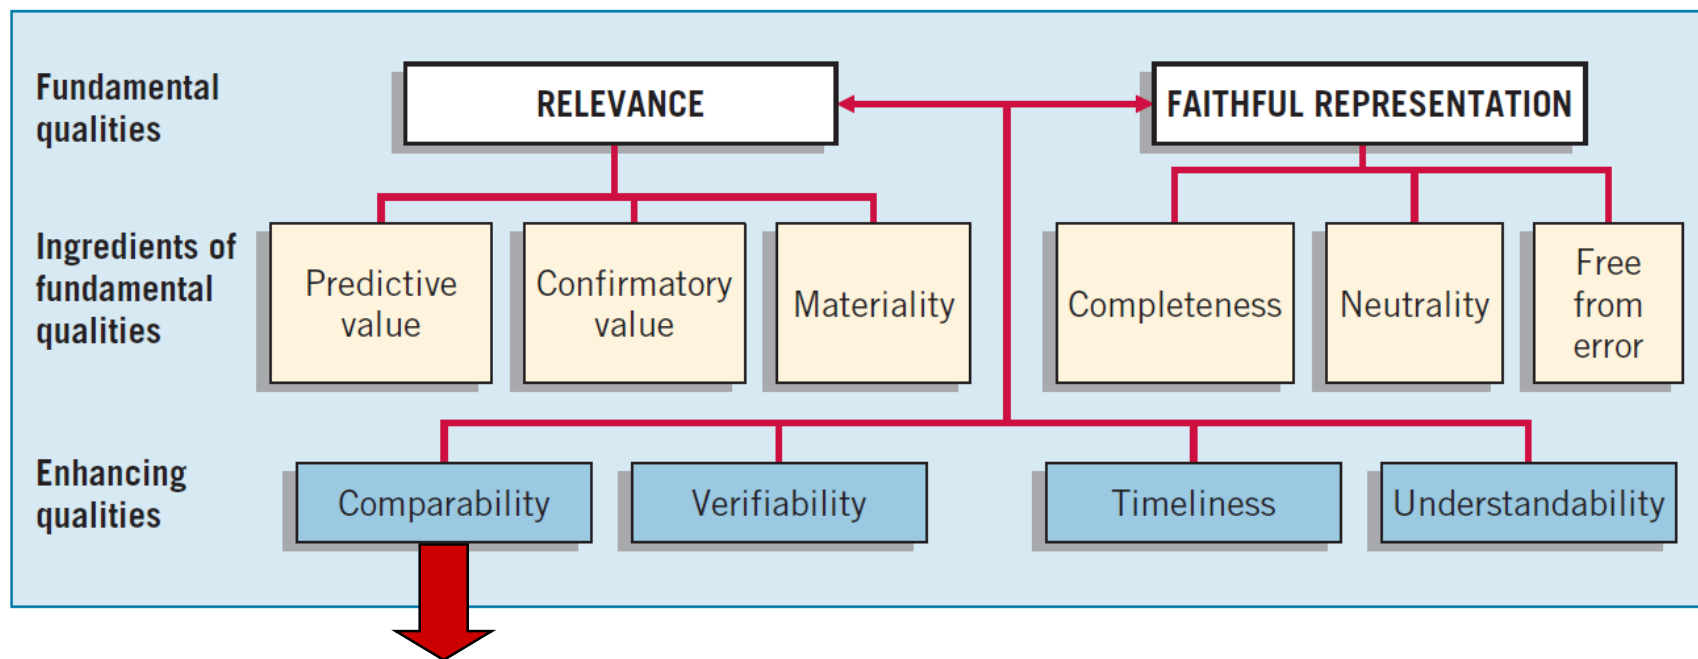 Fundamental
qualities
RELEVANCE
FAITHFUL REPRESENTATION
Ingredients of
fundamental
qualities
Predictive
value
Confirmatory
value
Materiality
Completeness
Neutrality
Free
from
error
Enhancing
qualities
Comparability
Verifiability
Timeliness
Understandability